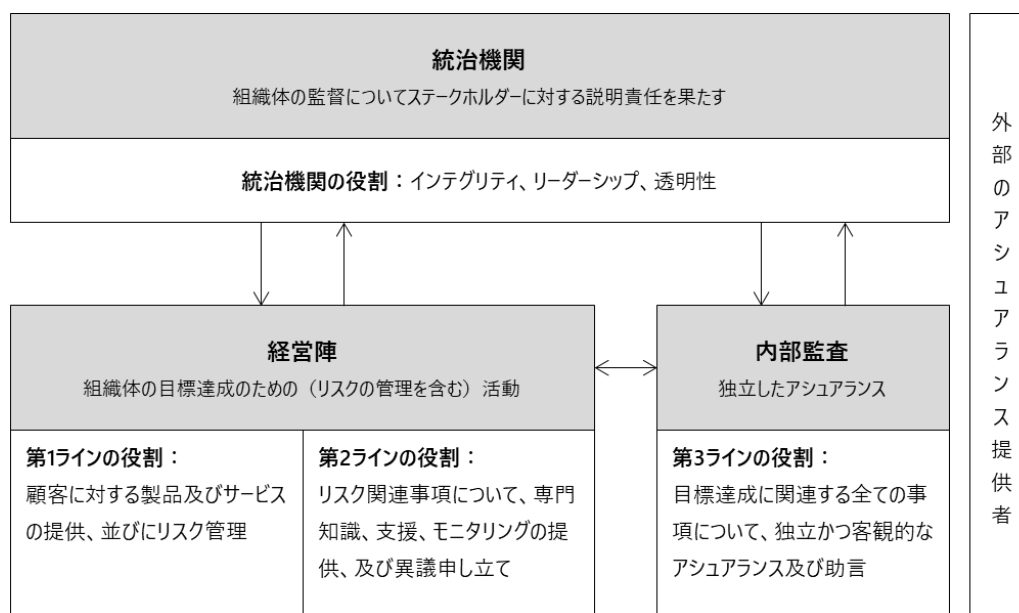 統治機関
組織体の監督についてステークホルダーに対する説明責任を果たす
統治機関の役割：インテグリティ、リーダーシップ、透明性
経営陣
組織体の目標達成のための（リスクの管理を含む）活動
第1ラインの役割：
顧客に対する製品及びサービス
の提供、並びにリスク管理
第2ラインの役割：
リスク関連事項について、専門
知識、支援、モニタリングの提
供、及び異議申し立て
内部監査
独立したアシュアランス
第3ラインの役割：
目標達成に関連する全ての事
項について、独立かつ客観的な
アシュアランス及び助言
外部のアシュアランス提供者